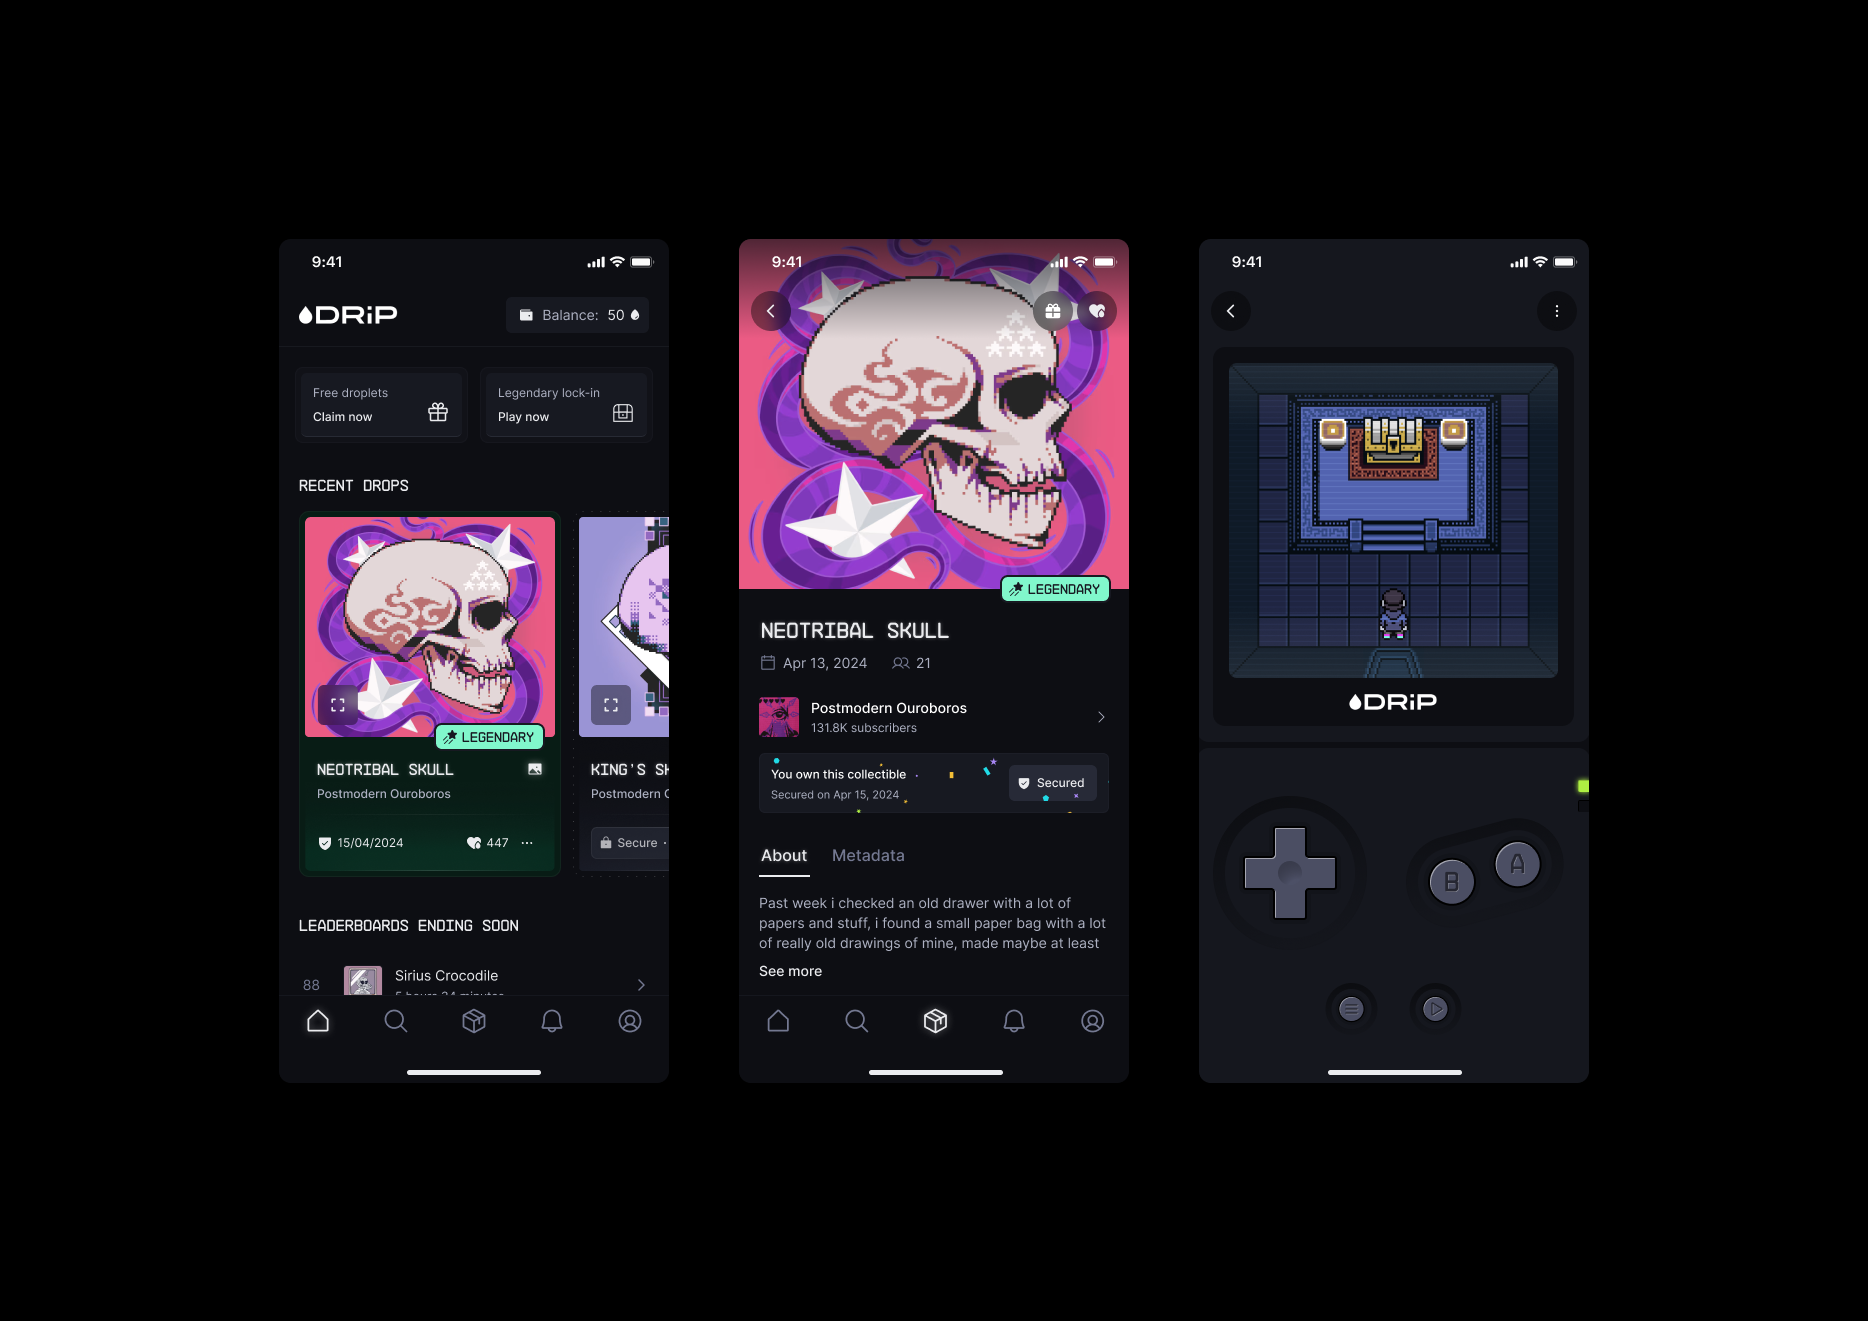 9:41
DRiP
Balance: 50
Free droplets
Claim now
Legendary lock-in
Play now
RECENT DROPS
LEGENDARY
NEOTRIBAL SKULL
Postmodern Ouroboros
15/04/2024
447
KING'S SK
Postmodern O
Secure
LEADERBOARDS ENDING SOON
88
Sirius Crocodile
9:41
LEGENDARY
NEOTRIBAL SKULL
Apr 13, 2024
21
Postmodern Ouroboros
131.8K subscribers
You own this collectible
Secured on Apr 15, 2024
Secured
About
Metadata
Past week i checked an old drawer with a lot of
papers and stuff, i found a small paper bag with a lot
of really old drawings of mine, made maybe at least
See more
9:41
DRiP
B
A